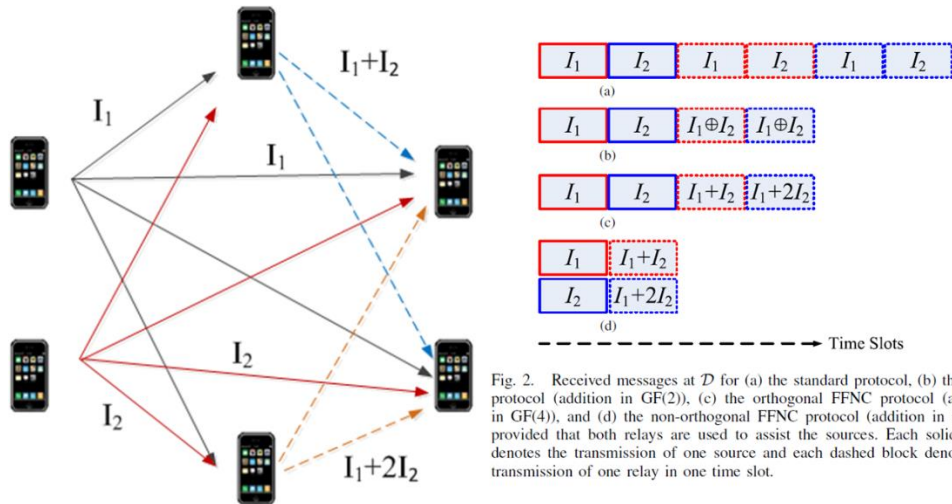 I₁+I₂
I₁
I₁
I₂
I₂
I₁+2I₂
I₁ I₂ I₁ I₂ I₁ I₂
(a)
I₁ I₂ I₁⊕I₂ I₁⊕I₂
(b)
I₁ I₂ I₁+I₂ I₁+2I₂
(c)
I₁ I₁+I₂
I₂ I₁+2I₂
(d)
Time Slots
Fig. 2. Received messages at 𝒟 for (a) the standard protocol, (b) th
protocol (addition in GF(2)), (c) the orthogonal FFNC protocol (a
in GF(4)), and (d) the non-orthogonal FFNC protocol (addition in
provided that both relays are used to assist the sources. Each solid
denotes the transmission of one source and each dashed block deno
transmission of one relay in one time slot.